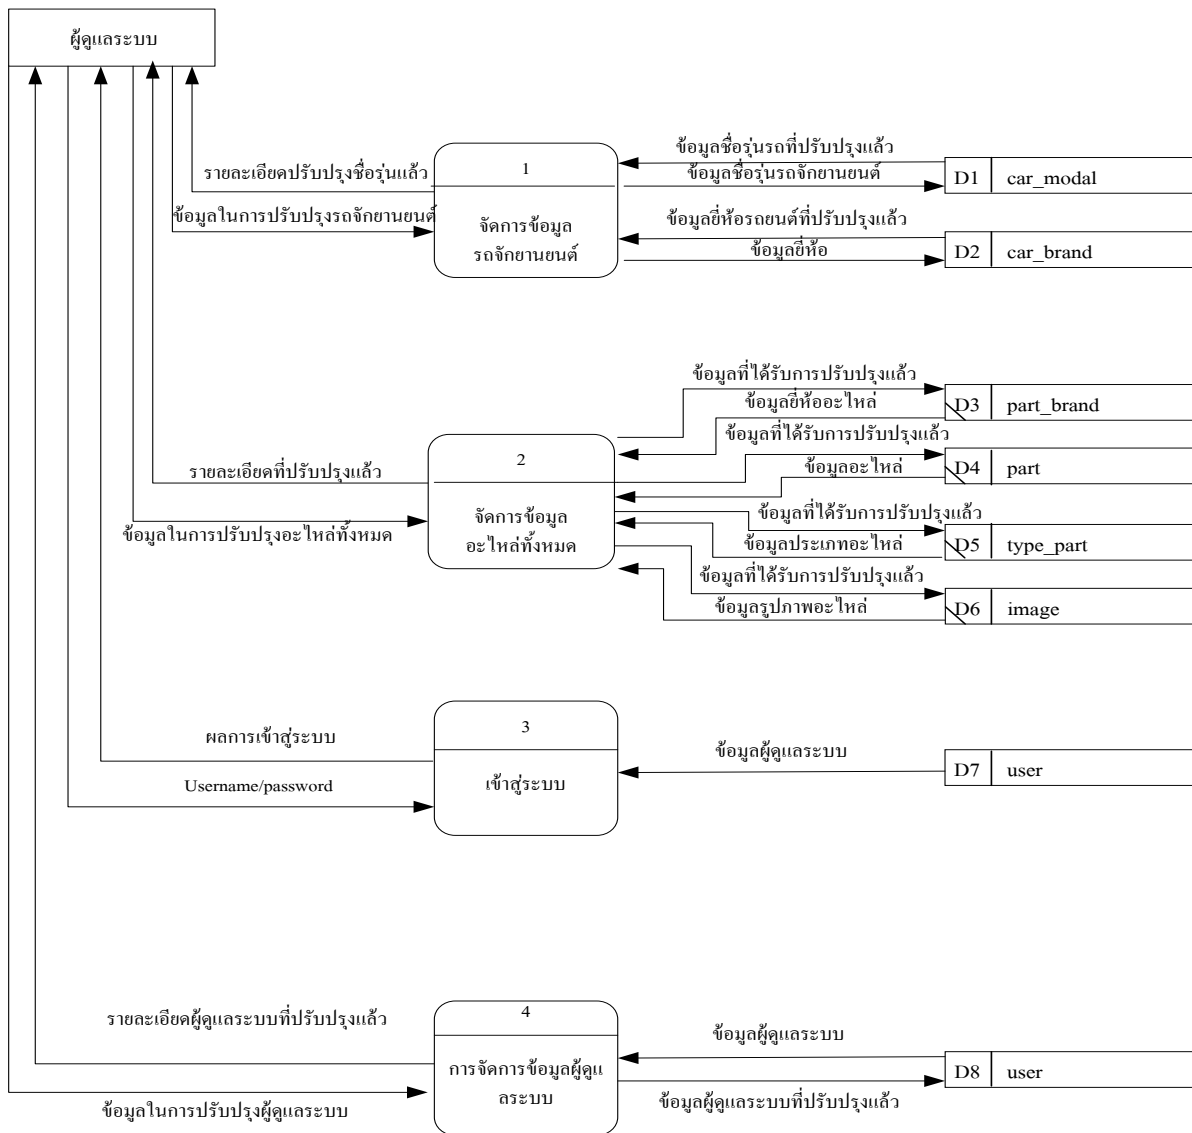 ผู้ดูแลระบบ
1
จัดการข้อมูล
รถจักยานยนต์
รายละเอียดปรับปรุงชื่อรุ่นแล้ว
ข้อมูลในการปรับปรุงรถจักยานยนต์
ข้อมูลชื่อรุ่นรถที่ปรับปรุงแล้ว
ข้อมูลชื่อรุ่นรถจักยานยนต์
D1 car_modal
ข้อมูลยี่ห้อรถยนต์ที่ปรับปรุงแล้ว
ข้อมูลยี่ห้อ
D2 car_brand
2
จัดการข้อมูล
อะไหล่ทั้งหมด
รายละเอียดที่ปรับปรุงแล้ว
ข้อมูลในการปรับปรุงอะไหล่ทั้งหมด
ข้อมูลที่ได้รับการปรับปรุงแล้ว
ข้อมูลยี่ห้ออะไหล่
D3 part_brand
ข้อมูลที่ได้รับการปรับปรุงแล้ว
ข้อมูลอะไหล่
D4 part
ข้อมูลที่ได้รับการปรับปรุงแล้ว
ข้อมูลประเภทอะไหล่
D5 type_part
ข้อมูลที่ได้รับการปรับปรุงแล้ว
ข้อมูลรูปภาพอะไหล่
D6 image
3
เข้าสู่ระบบ
ผลการเข้าสู่ระบบ
Username/password
ข้อมูลผู้ดูแลระบบ
D7 user
4
การจัดการข้อมูลผู้ดูแ
ลระบบ
รายละเอียดผู้ดูแลระบบที่ปรับปรุงแล้ว
ข้อมูลในการปรับปรุงผู้ดูแลระบบ
ข้อมูลผู้ดูแลระบบ
ข้อมูลผู้ดูแลระบบที่ปรับปรุงแล้ว
D8 user